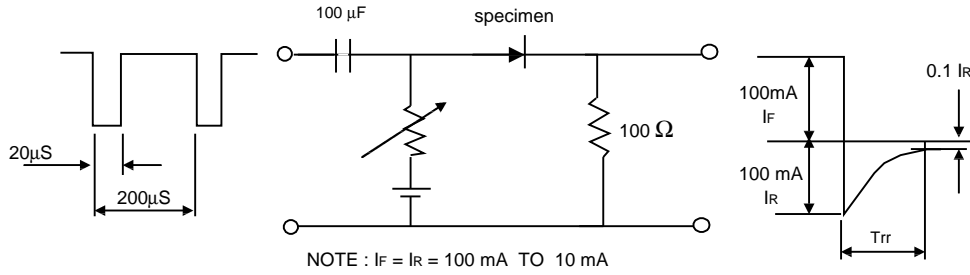 100 µF
specimen
20µS
200µS
100 Ω
0.1 IR
100mA
IF
100 mA
IR
Trr
NOTE : IF = IR = 100 mA TO 10 mA